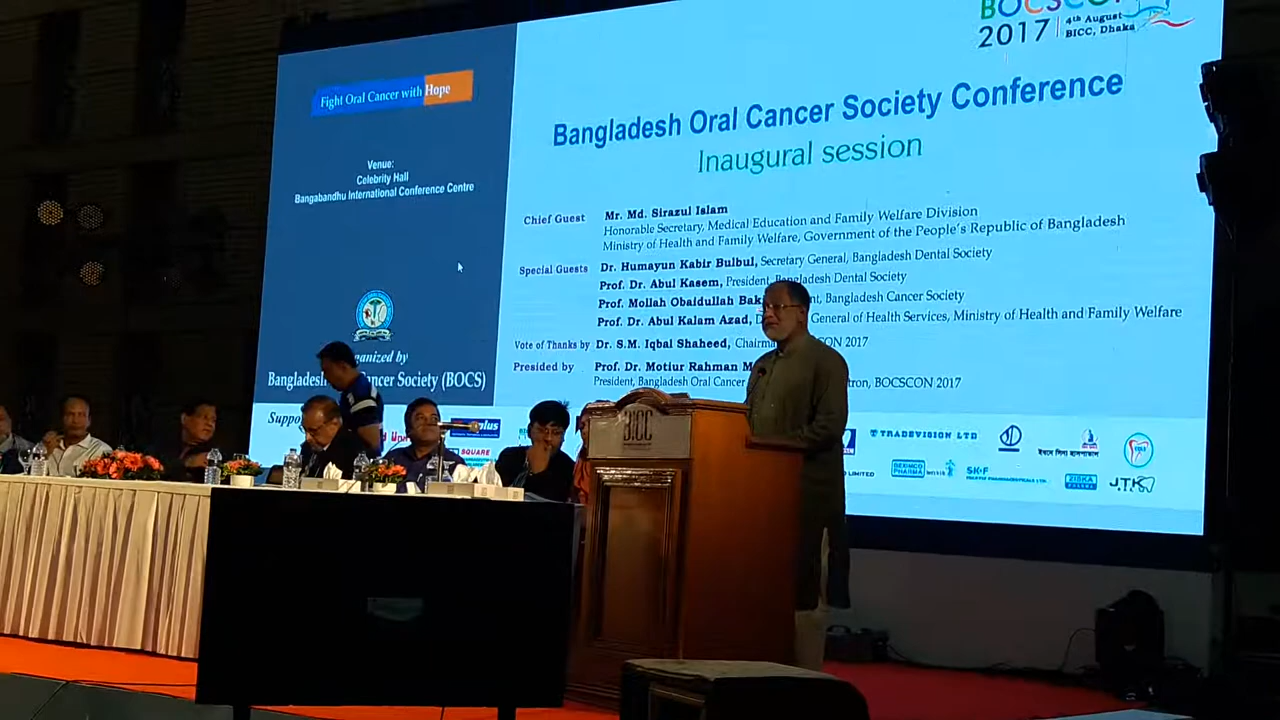 BOCSCON
2017 4th August
BICC, Dhaka
Fight Oral Cancer with Hope
Bangladesh Oral Cancer Society Conference
Inaugural session
Venue:
Celebrity Hall
Bangabandhu International Conference Centre
Chief Guest Mr. Md. Sirazul Islam
Honorable Secretary, Medical Education and Family Welfare Division
Ministry of Health and Family Welfare, Government of the People's Republic of Bangladesh
Special Guests Dr. Humayun Kabir Bulbul, Secretary General, Bangladesh Dental Society
Prof. Dr. Abul Kasem, President, Bangladesh Dental Society
Prof. Mollah Obaidullah Bak nt, Bangladesh Cancer Society
Prof. Dr. Abul Kalam Azad, D General of Health Services, Ministry of Health and Family Welfare
Vote of Thanks by Dr. S.M. Iqbal Shaheed, Chairma SCON 2017
Presided by Prof. Dr. Motiur Rahman M
President, Bangladesh Oral Cancer tron, BOCSCON 2017
ganized by
Bangladesh ncer Society (BOCS)
Suppo
SQUARE
BICC
TRADEVISION LTD
LIMITED
BEXIMCO
PHARMA
SK+F
ZISKA
JTK